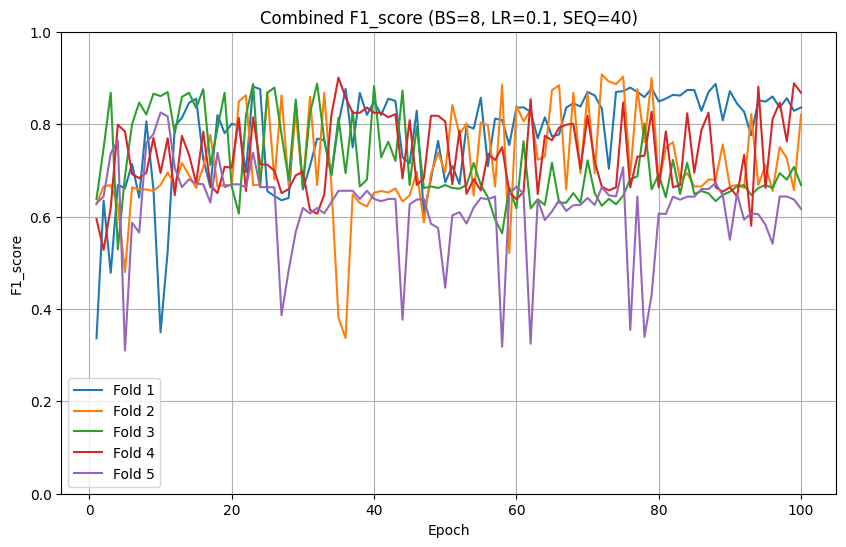 Combined F1_score (BS=8, LR=0.1, SEQ=40)
1.0
0.8
0.6
0.4
0.2
0.0
F1_score
Fold 1
Fold 2
Fold 3
Fold 4
Fold 5
0 20 40 60 80 100
Epoch